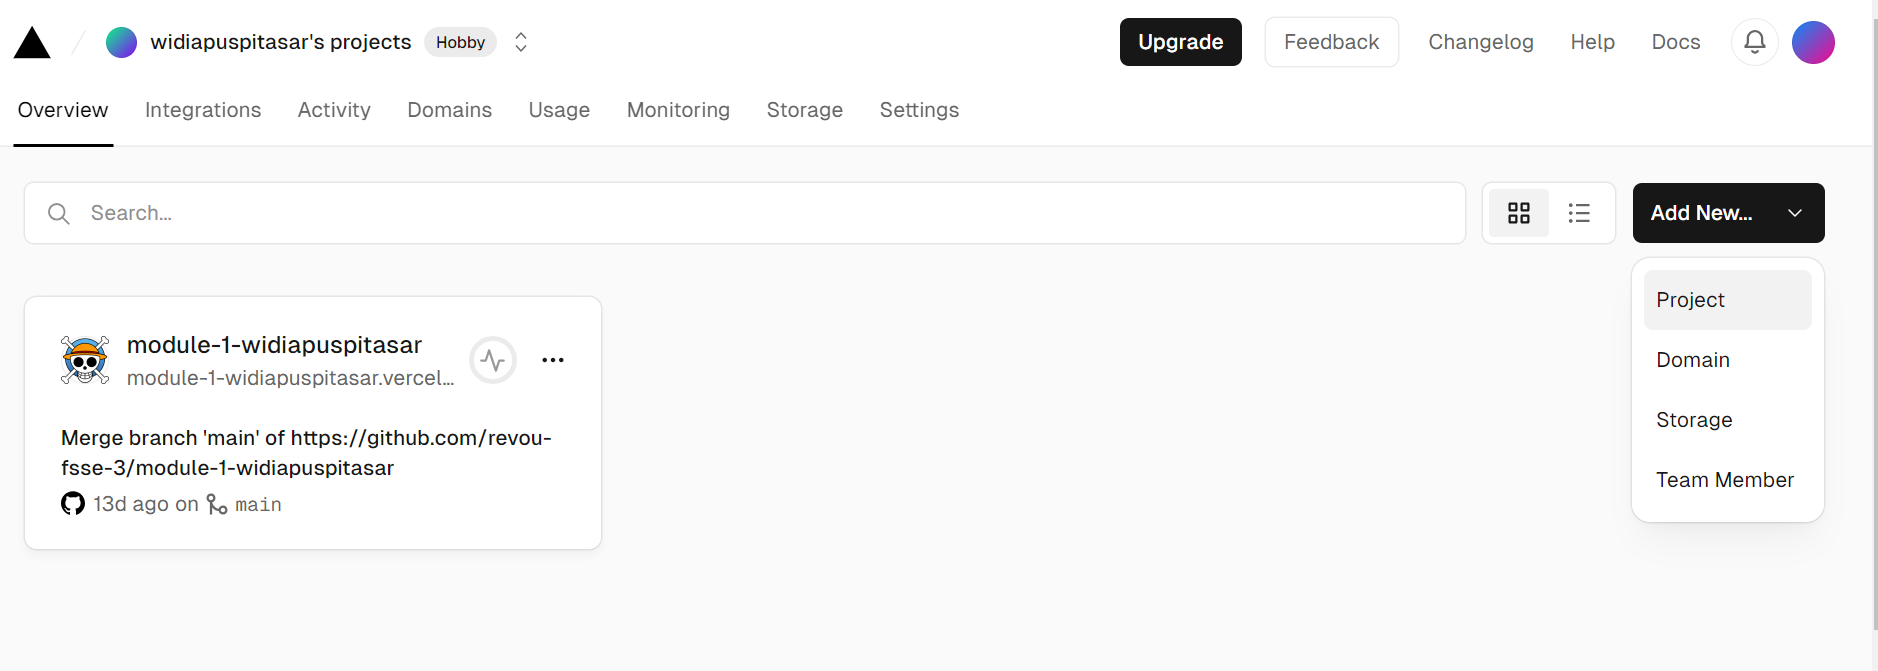 widiapuspitasar's projects Hobby Upgrade Feedback Changelog Help Docs
Overview Integrations Activity Domains Usage Monitoring Storage Settings
Search... Add New...
Project
Domain
Storage
Team Member
module-1-widiapuspitasar
module-1-widiapuspitasar.vercel...
Merge branch 'main' of https://github.com/revou-
fsse-3/module-1-widiapuspitasar
13d ago on main